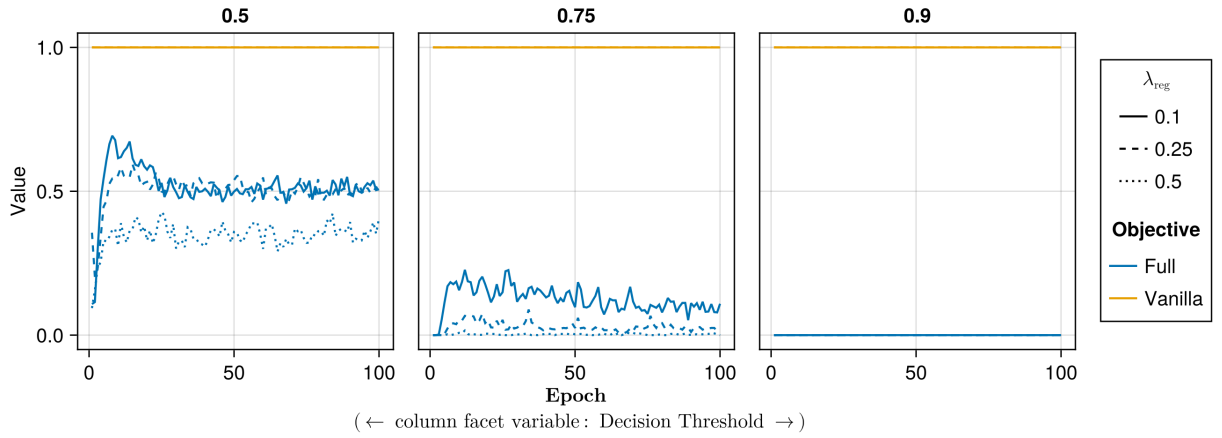 0.5
0.75
0.9
Value
1.0
0.5
0.0
0 50 100
0 50 100
0 50 100
Epoch
(← column facet variable: Decision Threshold →)
λreg
0.1
0.25
0.5
Objective
Full
Vanilla